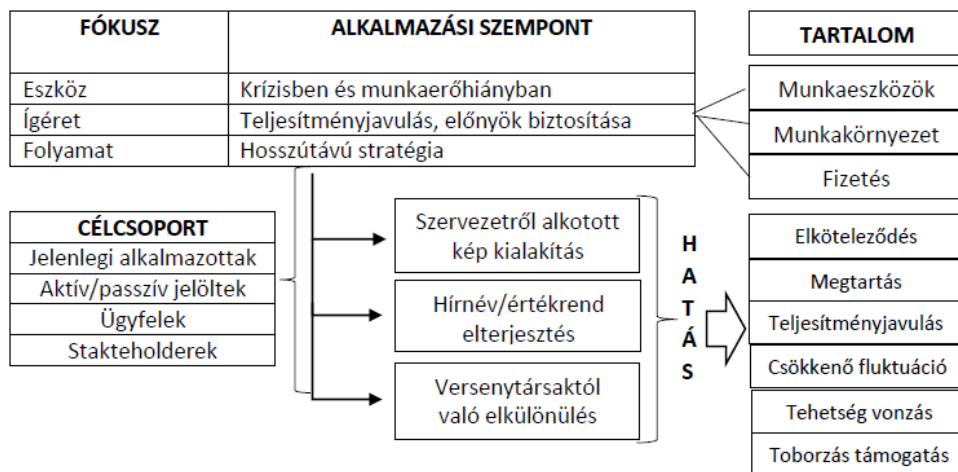 FÓKUSZ
ALKALMAZÁSI SZEMPONT
Eszköz
Krízisben és munkaerőhiányban
Ígéret
Teljesítményjavulás, előnyök biztosítása
Folyamat
Hosszútávú stratégia
TARTALOM
Munkaeszközök
Munkakörnyezet
Fizetés
CÉLCSOPORT
Jelenlegi alkalmazottak
Aktív/passzív jelöltek
Ügyfelek
Stakteholderek
Szervezetről alkotott
kép kialakítás
Hírnév/értékrend
elterjesztés
Versenytársaktól
való elkülönülés
H
A
T
Á
S
Elköteleződés
Megtartás
Teljesítményjavulás
Csökkenő fluktuáció
Tehetség vonzás
Toborzás támogatás